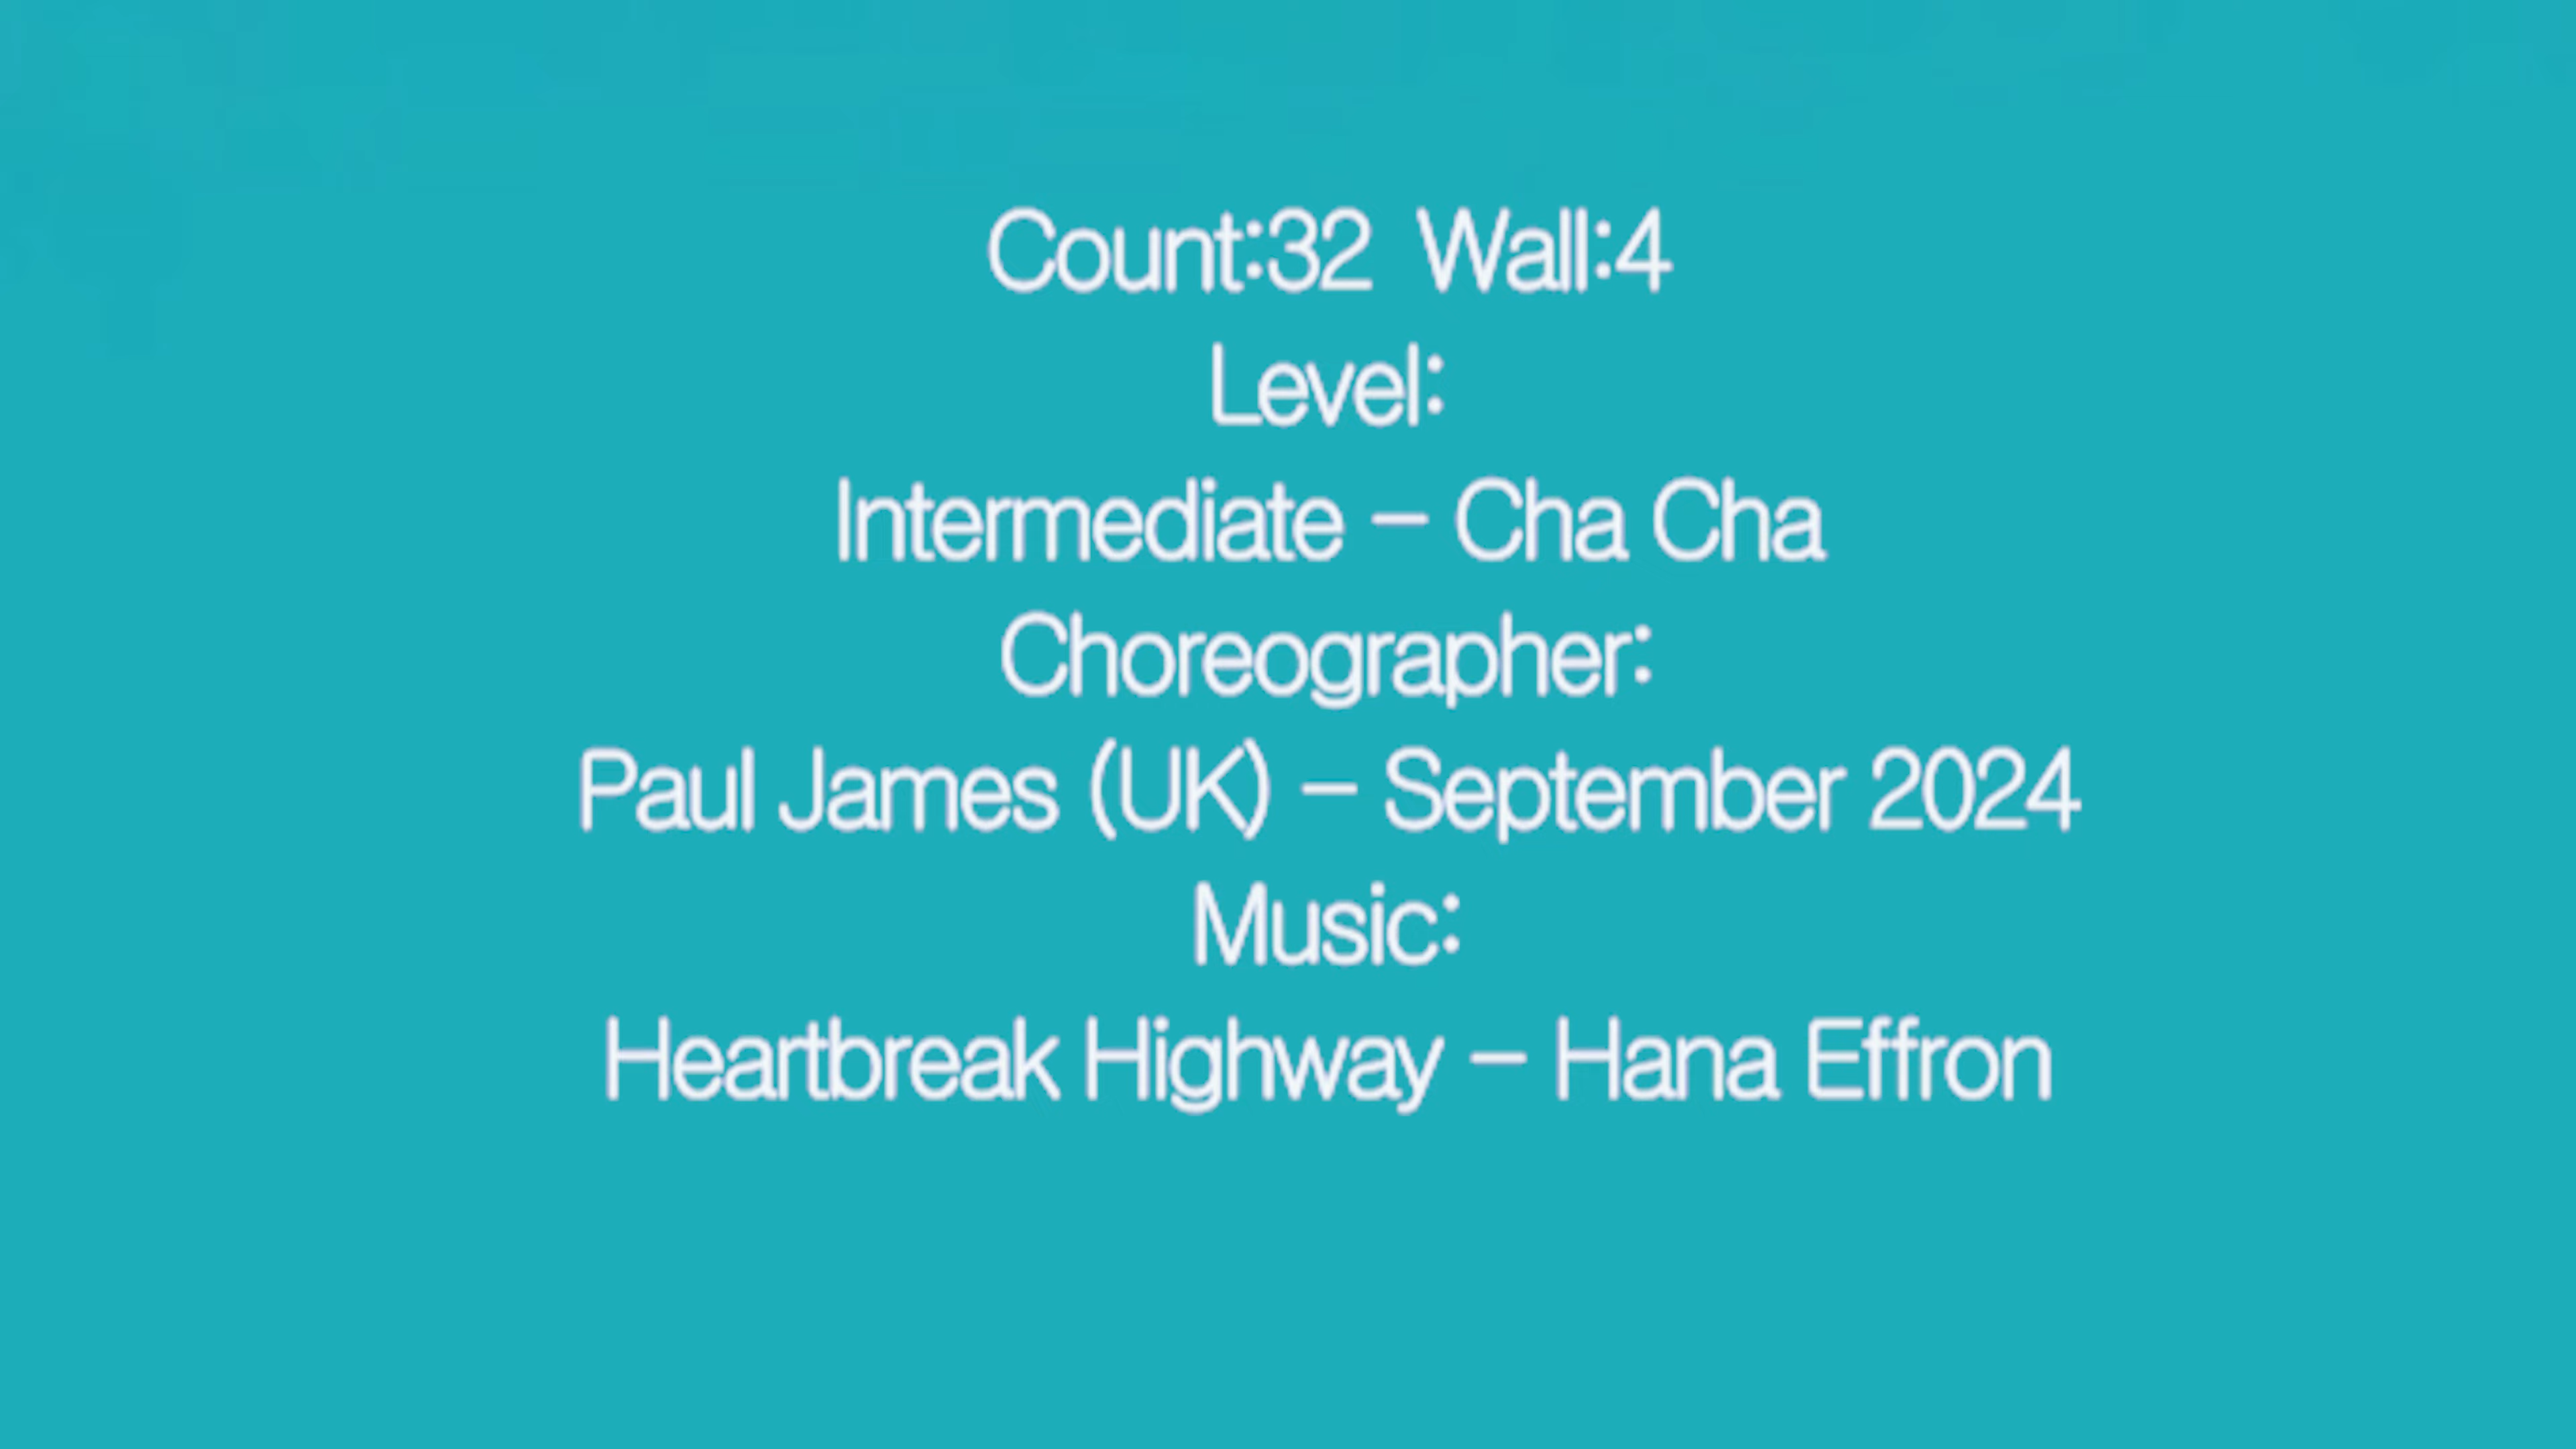 Count:32  Wall:4
Level:
Intermediate – Cha Cha
Choreographer:
Paul James (UK) – September 2024
Music:
Heartbreak Highway – Hana Effron